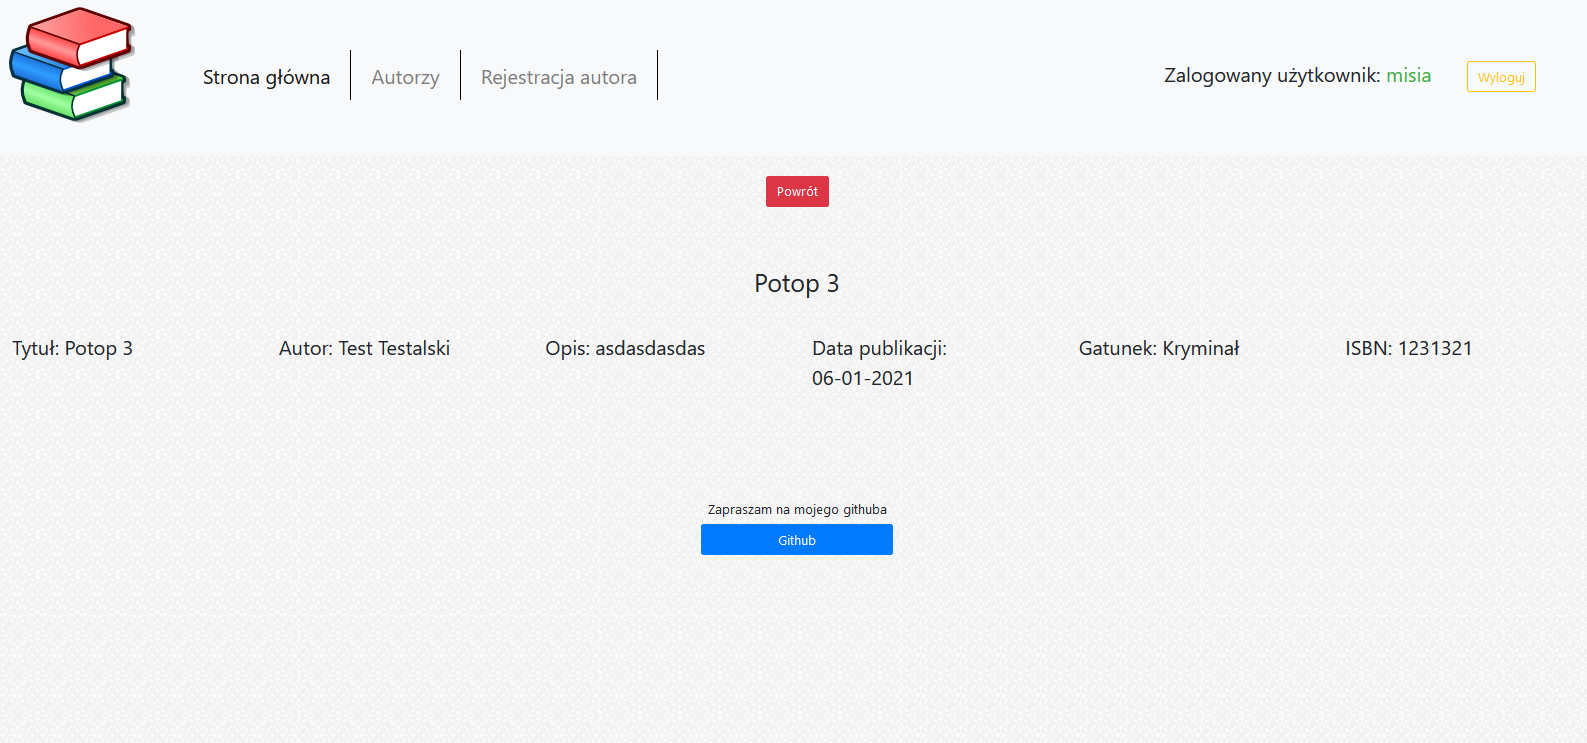 Strona główna
Autorzy
Rejestracja autora
Zalogowany użytkownik: misia
Wyloguj
Powrót
Potop 3
Tytuł: Potop 3
Autor: Test Testalski
Opis: asdasdasdas
Data publikacji:
06-01-2021
Gatunek: Kryminał
ISBN: 1231321
Zapraszam na mojego githuba
Github